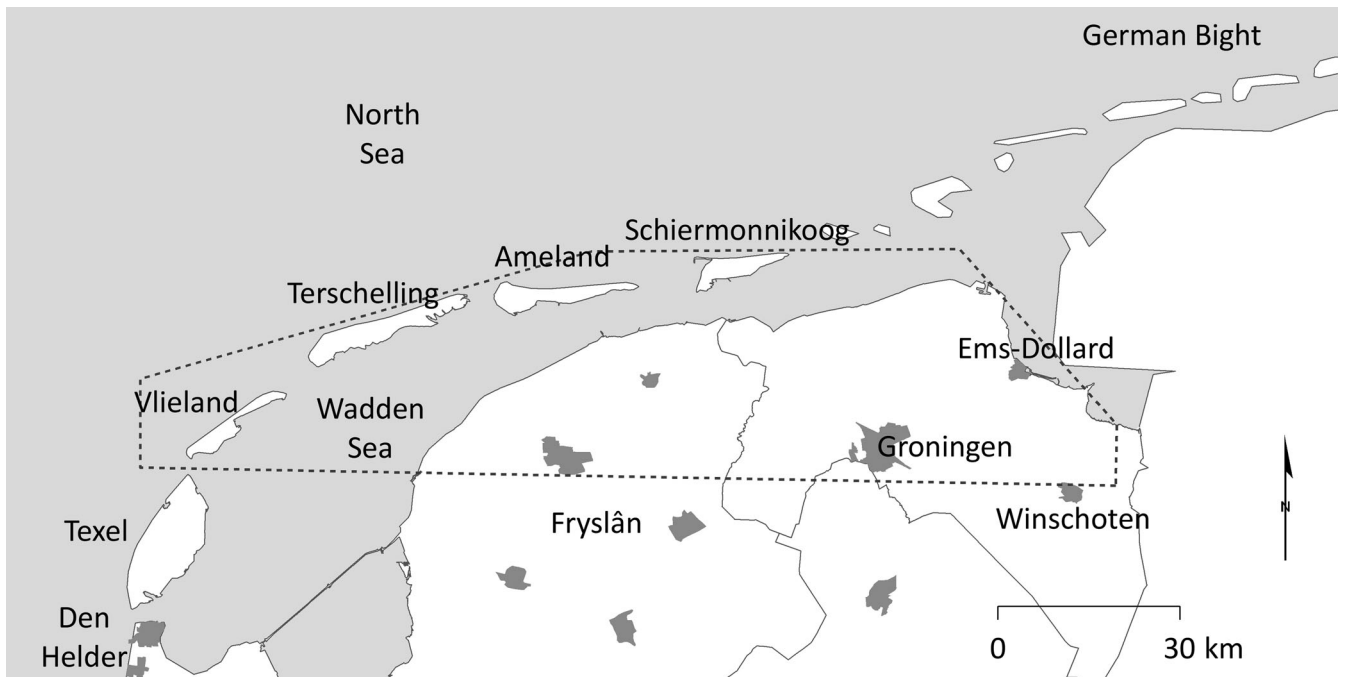 German Bight
North
Sea
Schiermonnikoog
Ameland
Terschelling
Ems-Dollard
Vlieland
Wadden
Sea
Groningen
Texel
Fryslân
Winschoten
N
Den
Helder
0
30 km